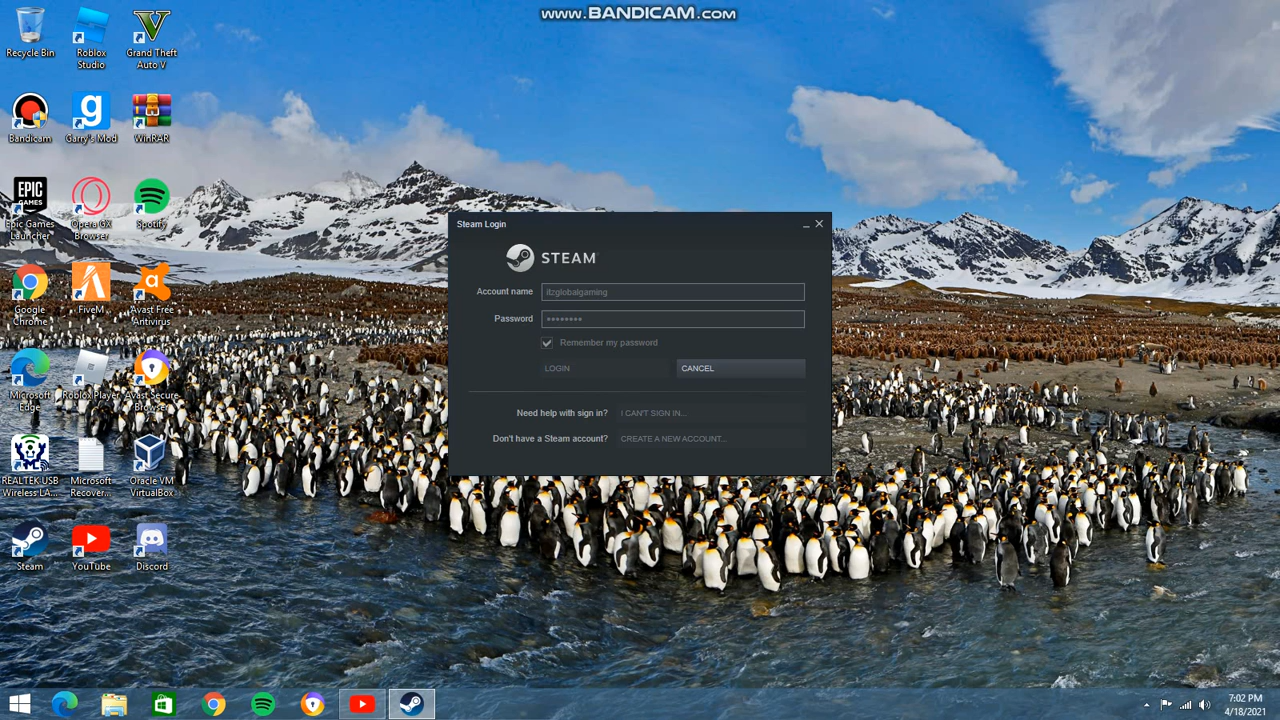 www.BANDICAM.com
Recycle Bin
Roblox
Studio
Grand Theft
Auto V
Bandicam
g
Garry's Mod
WinRAR
EPIC
GAMES
Epic Games
Launcher
Opera GX
Browser
Spotify
Google
Chrome
FiveM
Avast Free
Antivirus
Microsoft
Edge
Roblox Player
Avast Secure
Browser
REALTEK USB
Wireless LA...
Microsoft
Recover...
Oracle VM
VirtualBox
Steam
YouTube
Discord
Steam Login
STEAM
Account name
itzglobalgaming
Password
Remember my password
LOGIN
CANCEL
Need help with sign in?
I CAN'T SIGN IN...
Don't have a Steam account?
CREATE A NEW ACCOUNT...
7:02 PM
4/18/2021